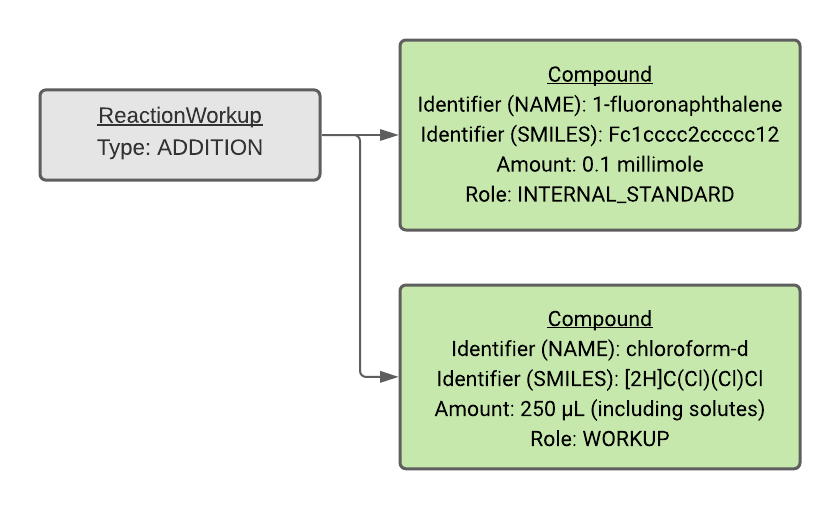 ReactionWorkup
Type: ADDITION
Compound
Identifier (NAME): 1-fluoronaphthalene
Identifier (SMILES): Fc1cccc2ccccc12
Amount: 0.1 millimole
Role: INTERNAL_STANDARD
Compound
Identifier (NAME): chloroform-d
Identifier (SMILES): [2H]C(Cl)(Cl)Cl
Amount: 250 µL (including solutes)
Role: WORKUP